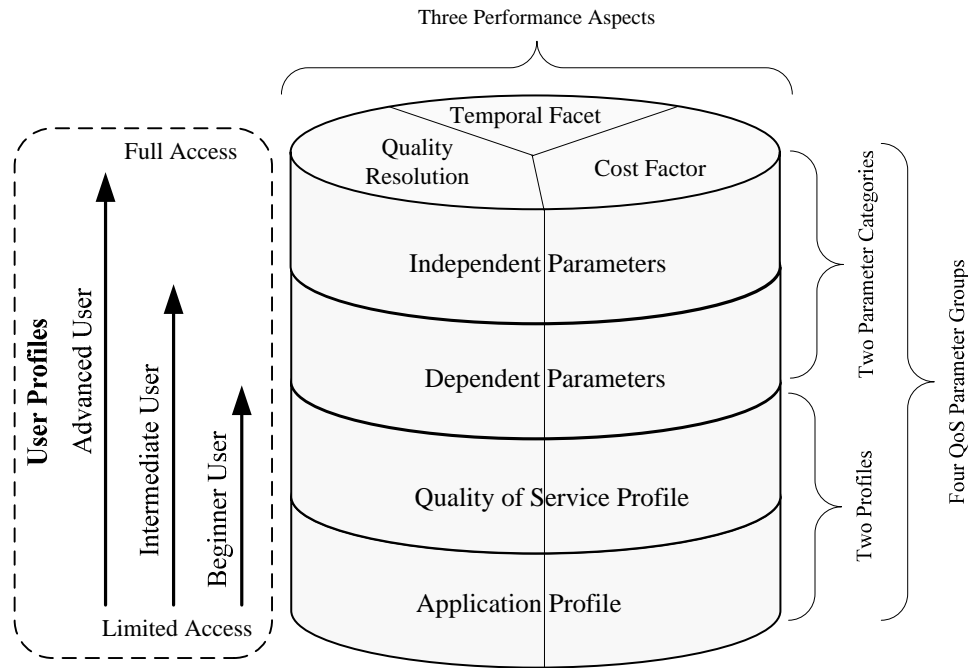 Three Performance Aspects
Temporal Facet
Quality
Resolution
Cost Factor
Independent Parameters
Dependent Parameters
Quality of Service Profile
Application Profile
Full Access
User Profiles
Advanced User
Intermediate User
Beginner User
Limited Access
Two Parameter Categories
Two Profiles
Four QoS Parameter Groups